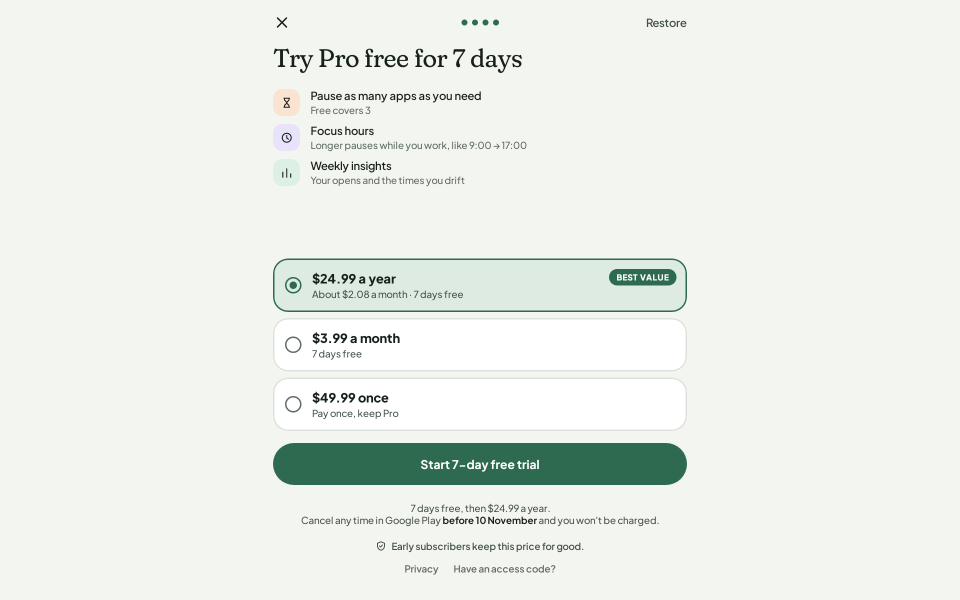 Restore
Try Pro free for 7 days
Pause as many apps as you need
Free covers 3
Focus hours
Longer pauses while you work, like 9:00 → 17:00
Weekly insights
Your opens and the times you drift
$24.99 a year
BEST VALUE
About $2.08 a month · 7 days free
$3.99 a month
7 days free
$49.99 once
Pay once, keep Pro
Start 7-day free trial
7 days free, then $24.99 a year.
Cancel any time in Google Play before 10 November and you won't be charged.
Early subscribers keep this price for good.
Privacy Have an access code?